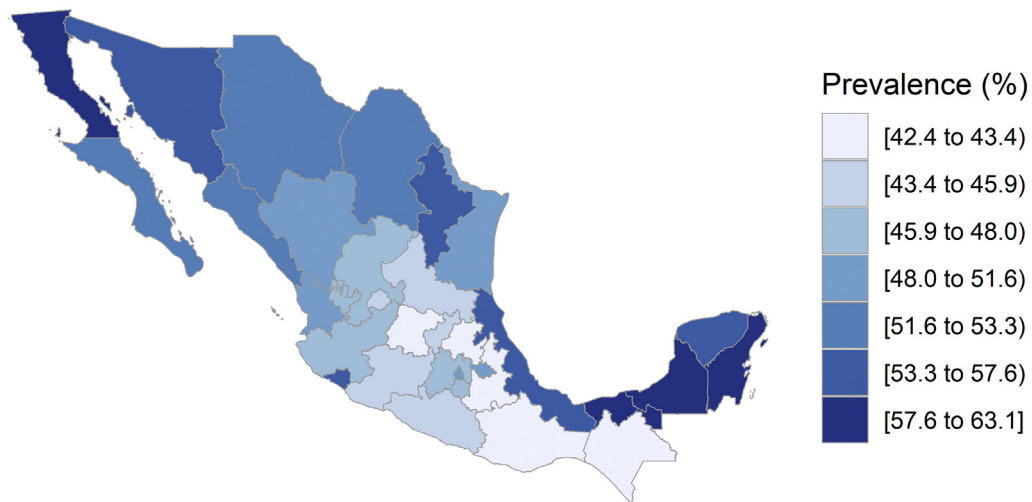 Prevalence (%)
[42.4 to 43.4)
[43.4 to 45.9)
[45.9 to 48.0)
[48.0 to 51.6)
[51.6 to 53.3)
[53.3 to 57.6)
[57.6 to 63.1]